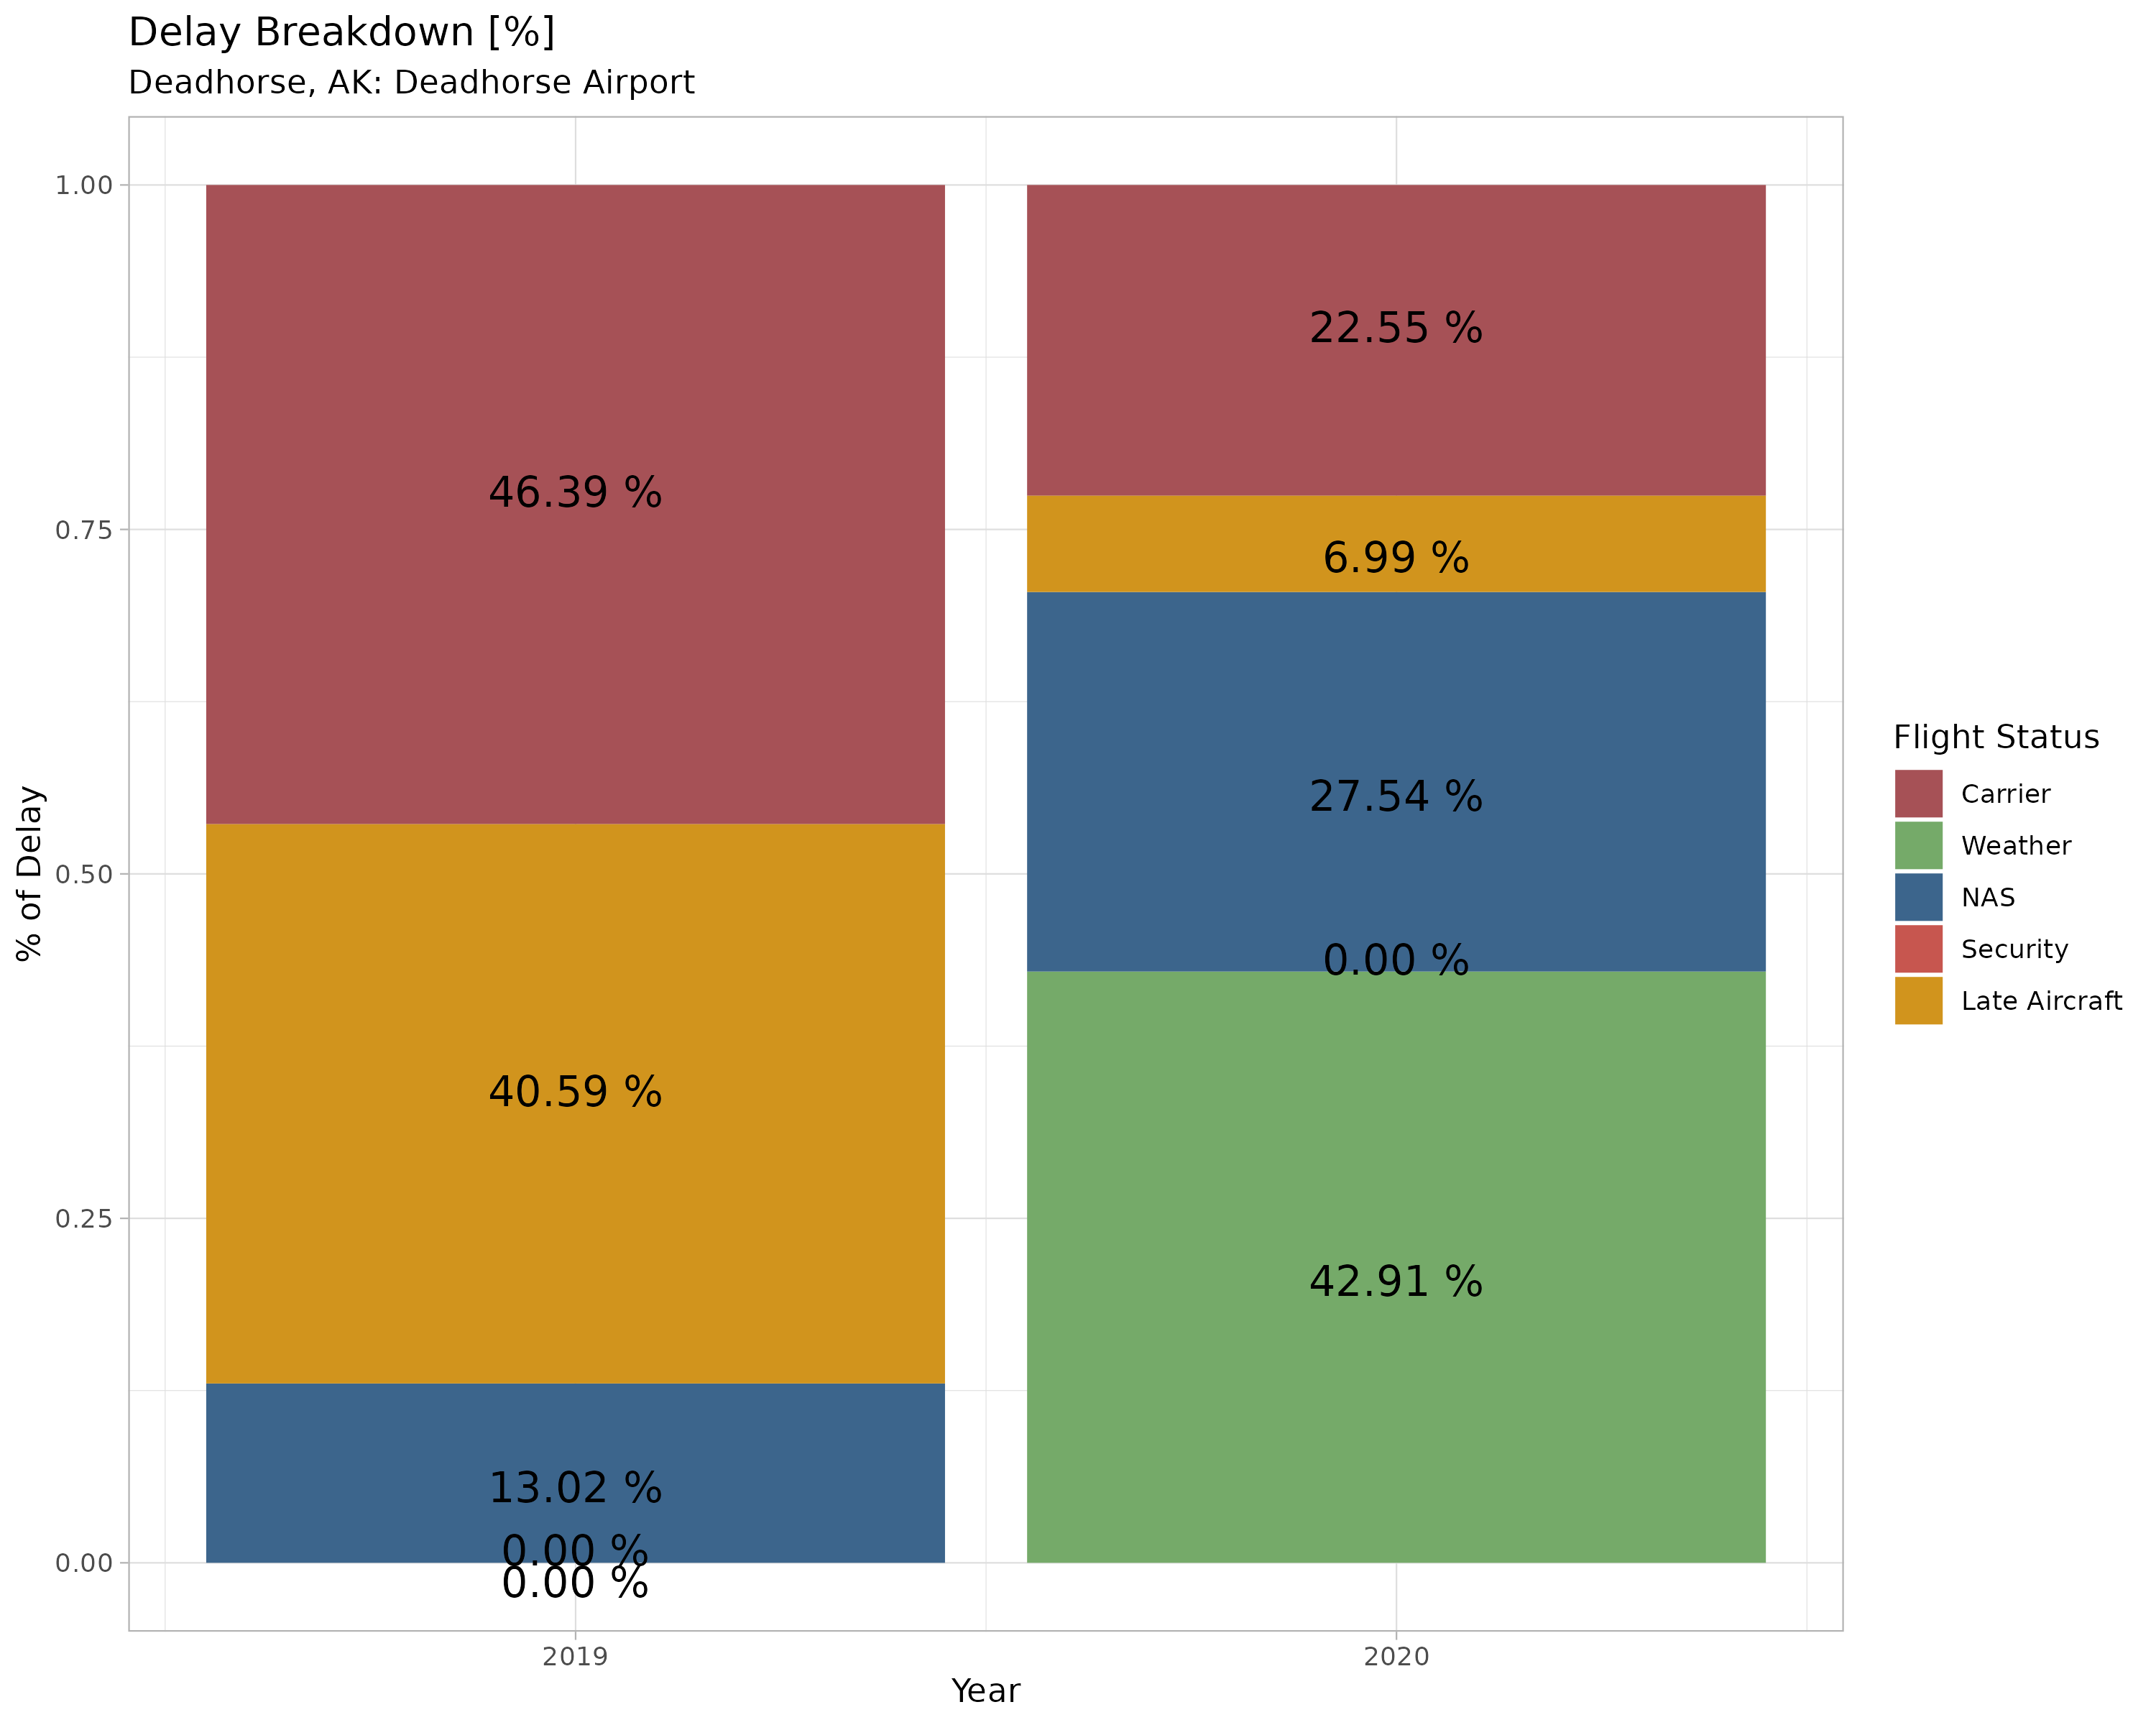 Delay Breakdown [%]
Deadhorse, AK: Deadhorse Airport
% of Delay
1.00
0.75
0.50
0.25
0.00
46.39 %
40.59 %
13.02 %
0.00 %
0.00 %
22.55 %
6.99 %
27.54 %
0.00 %
42.91 %
2019
2020
Year
Flight Status
Carrier
Weather
NAS
Security
Late Aircraft